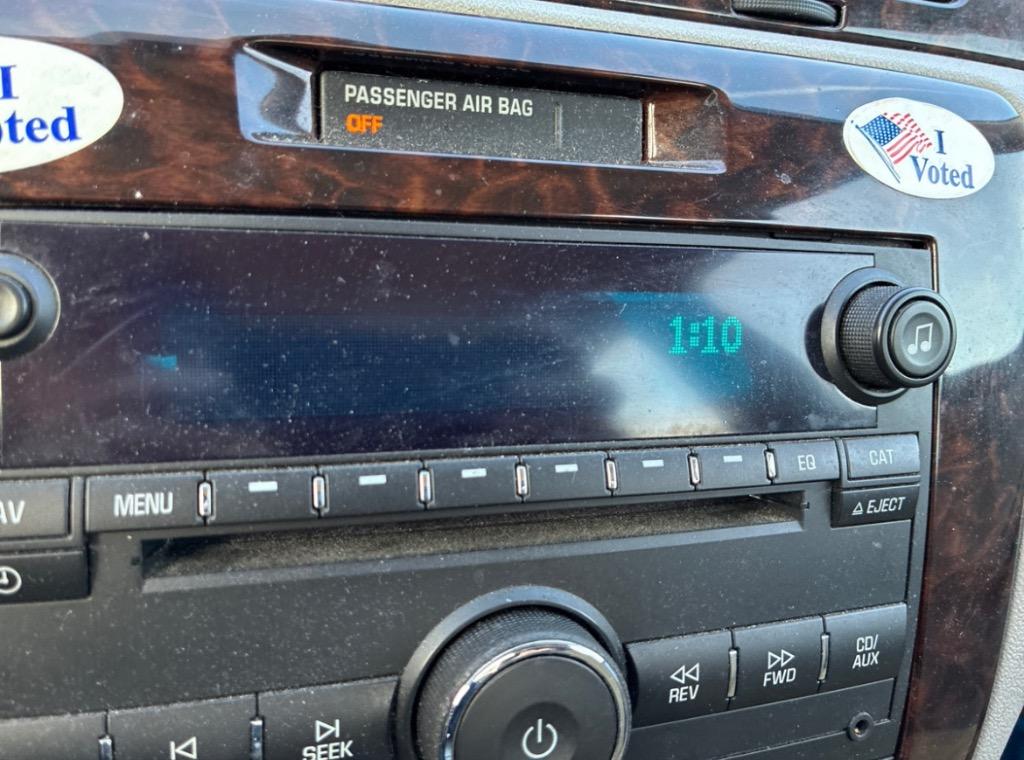 I
oted
PASSENGER AIR BAG
OFF
I
Voted
1:10
AV
MENU
EQ
CAT
EJECT
REV
FWD
CD/
AUX
SEEK